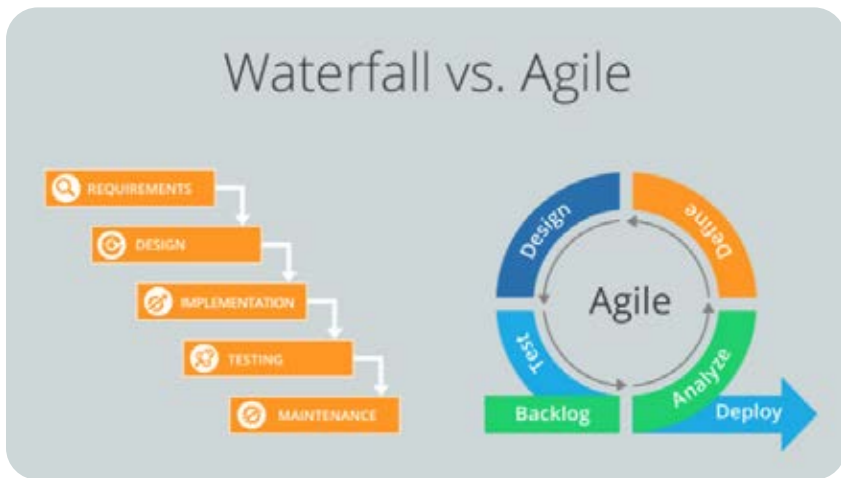 Waterfall vs. Agile
REQUIREMENTS
DESIGN
IMPLEMENTATION
TESTING
MAINTENANCE
Design
Define
Agile
Test
Analyze
Backlog
Deploy